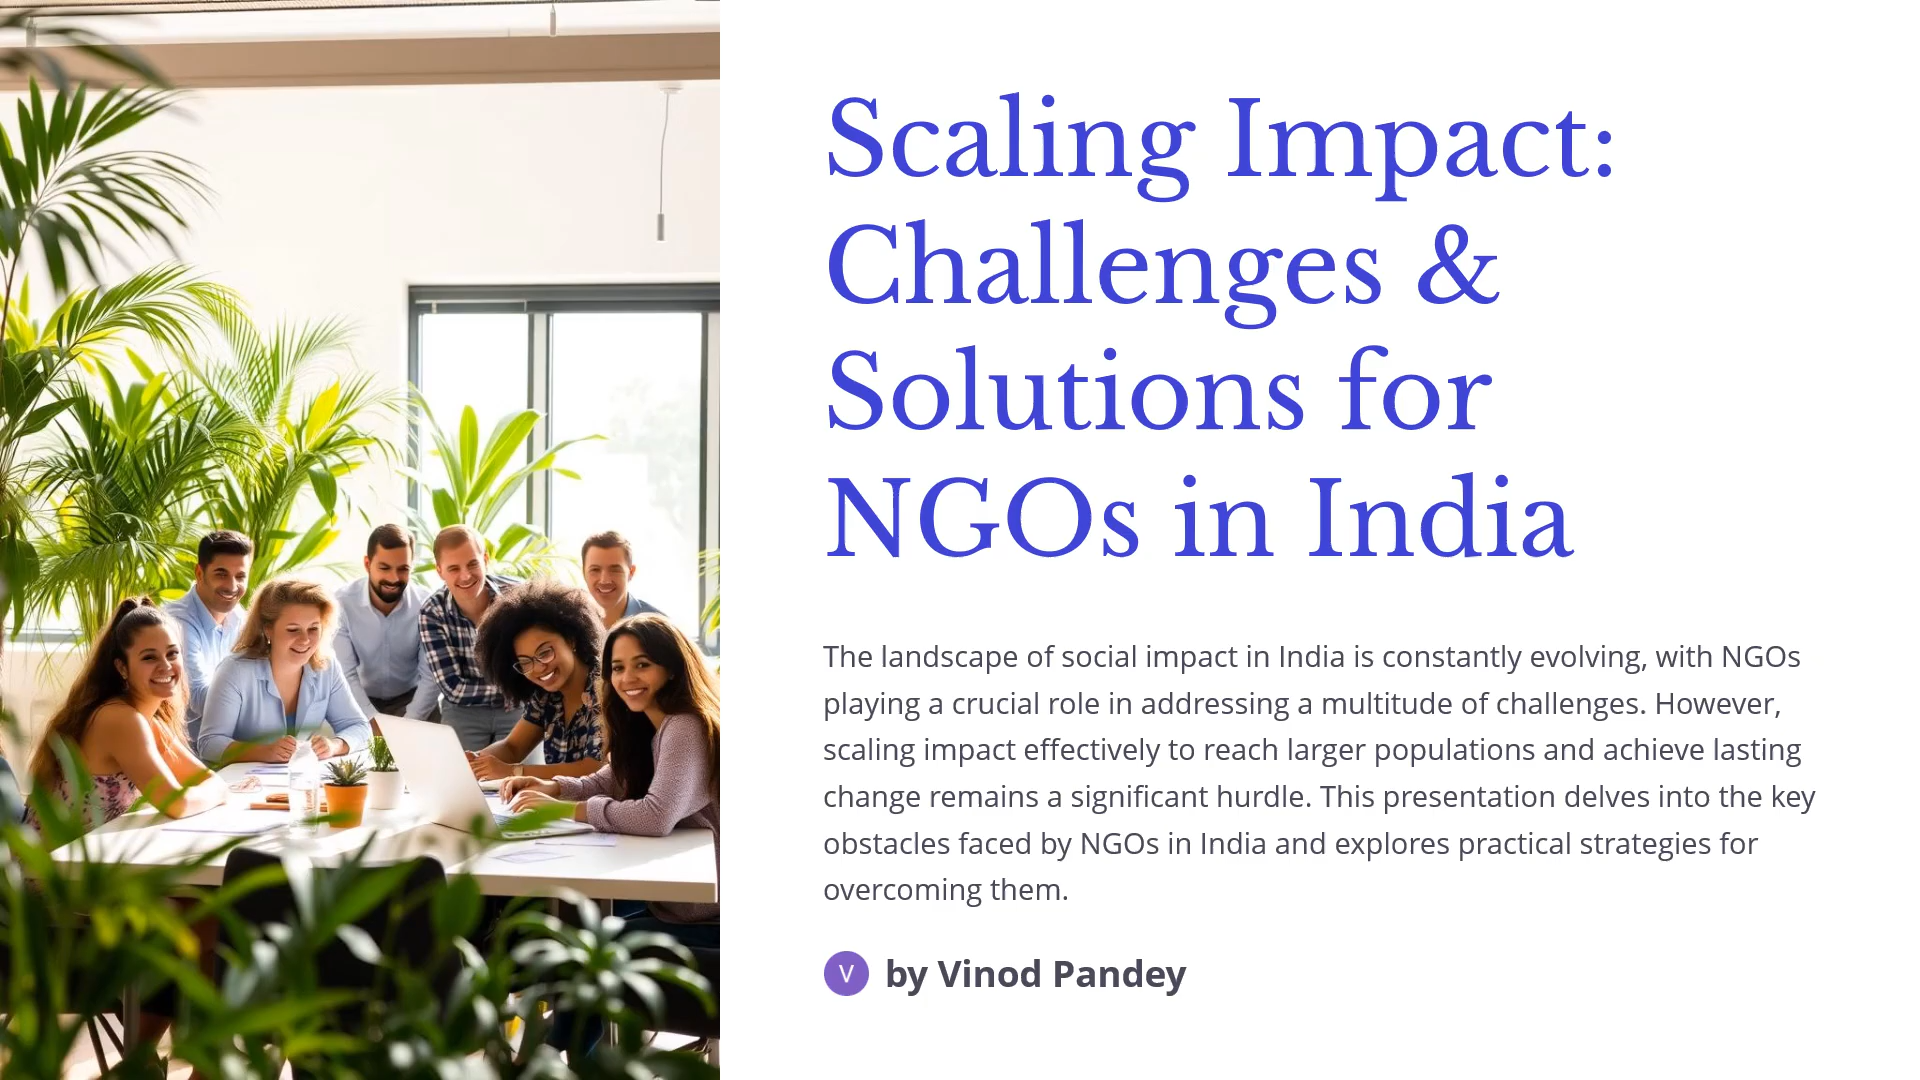 Scaling Impact:
Challenges &
Solutions for
NGOs in India
The landscape of social impact in India is constantly evolving, with NGOs
playing a crucial role in addressing a multitude of challenges. However,
scaling impact effectively to reach larger populations and achieve lasting
change remains a significant hurdle. This presentation delves into the key
obstacles faced by NGOs in India and explores practical strategies for
overcoming them.
V by Vinod Pandey